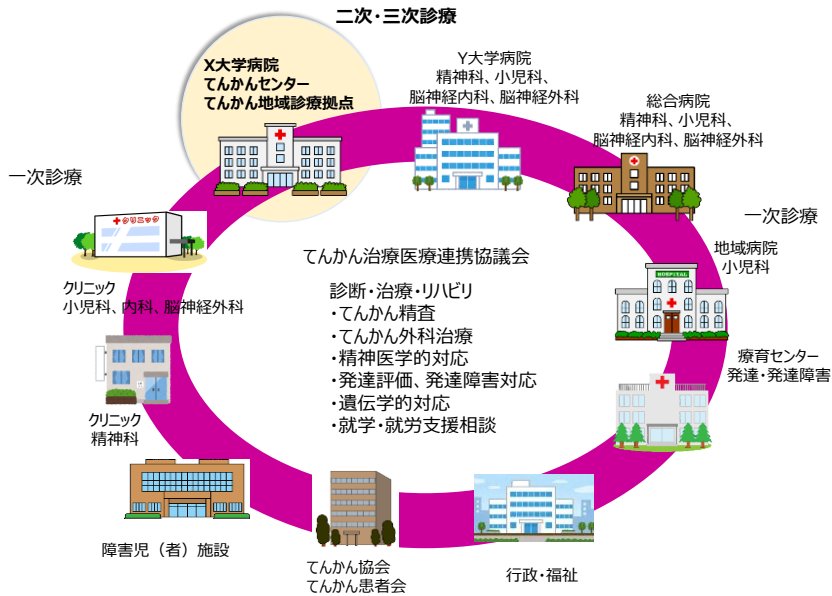 二次・三次診療
X大学病院
てんかんセンター
てんかん地域診療拠点
Y大学病院
精神科、小児科、
脳神経内科、脳神経外科
総合病院
精神科、小児科、
脳神経内科、脳神経外科
一次診療
一次診療
クリニック
クリニック
小児科、内科、脳神経外科
地域病院
小児科
HOSPITAL
てんかん治療医療連携協議会
診断・治療・リハビリ
・てんかん精査
・てんかん外科治療
・精神医学的対応
・発達評価、発達障害対応
・遺伝学的対応
・就学・就労支援相談
療育センター
発達・発達障害
クリニック
精神科
障害児（者）施設
てんかん協会
てんかん患者会
行政・福祉